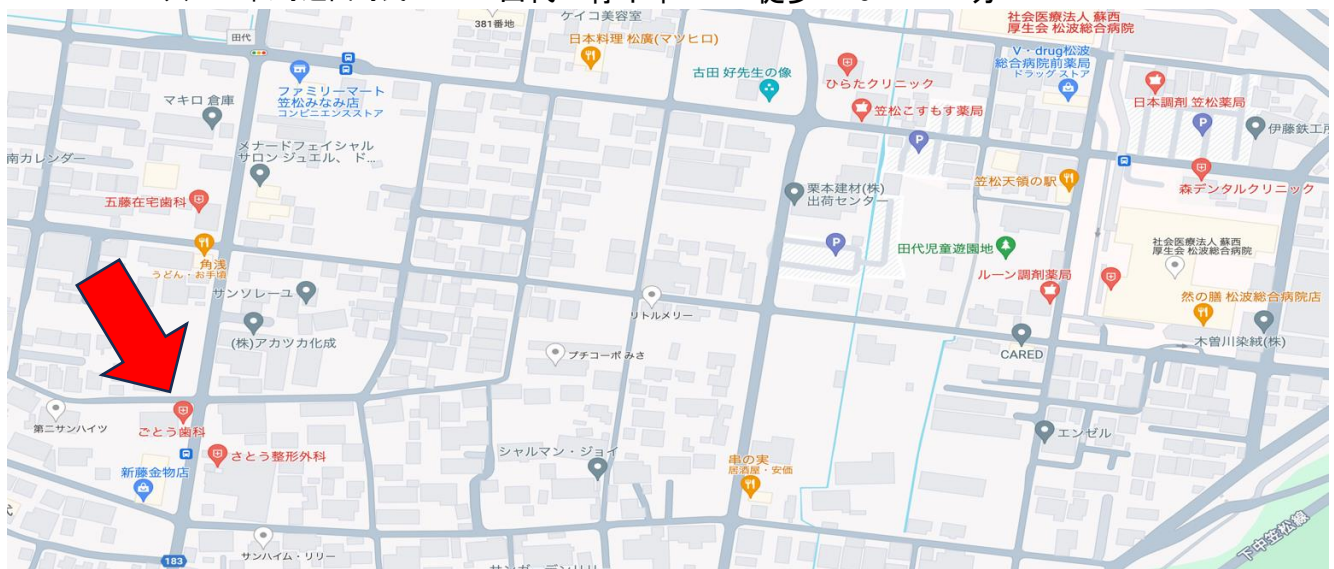 381番地
ケイコ美容室
社会医療法人 蘇西
厚生会 松波総合病院
田代
日本料理 松廣(マツヒロ)
V・drug松波
総合病院前薬局
ドラッグ ストア
古田 好先生の像
ひらたクリニック
ファミリーマート
笠松みなみ店
コンビニエンスストア
マキロ 倉庫
笠松こすもす薬局
日本調剤 笠松薬局
P
P
伊藤鉄工所
メナードフェイシャル
サロン ジュエル、 ド...
南カレンダー
栗本建材(株)
出荷センター
笠松天領の駅
森デンタルクリニック
五藤在宅歯科
P
田代児童遊園地
社会医療法人 蘇西
厚生会 松波総合病院
角浅
うどん・お手頃
ルーン調剤薬局
サンソレーユ
然の膳 松波総合病院店
リトルメリー
(株)アカツカ化成
木曽川染絨(株)
プチコーポ みさ
CARED
第二サンハイツ
ごとう歯科
エンゼル
シャルマン・ジョイ
さとう整形外科
串の実
居酒屋・安価
新藤金物店
下中笠松線
183
サンハイム・リリー